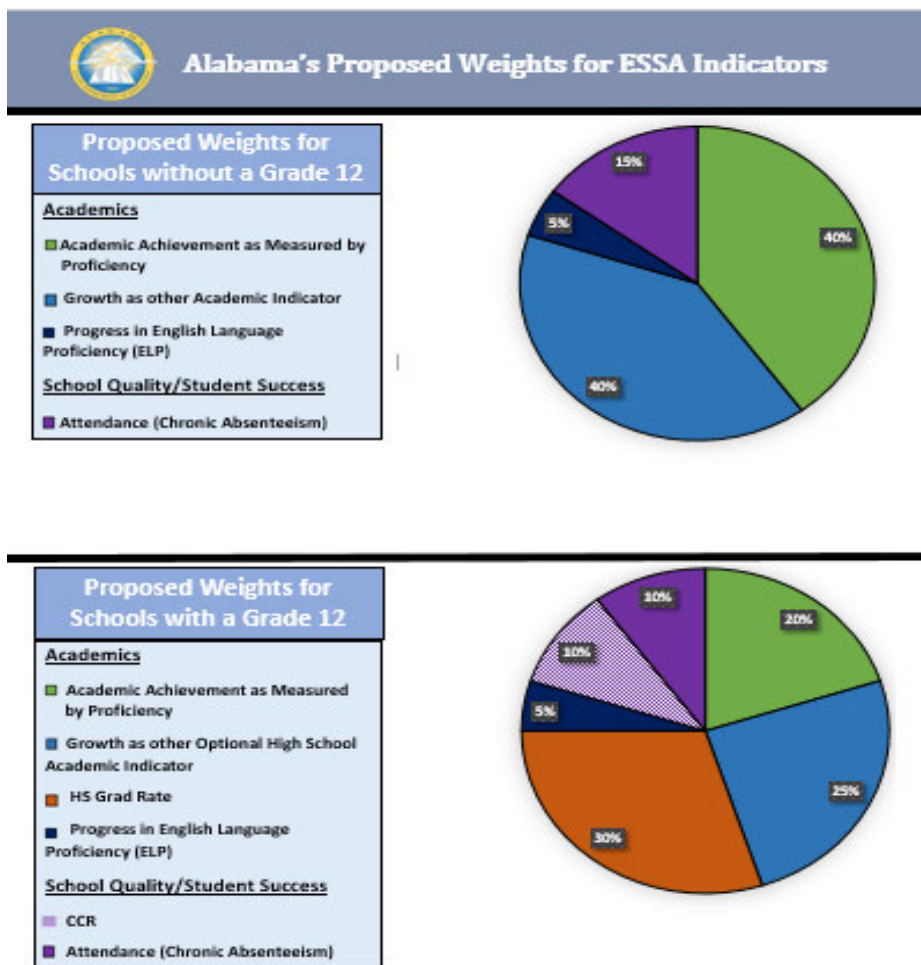 Alabama's Proposed Weights for ESSA Indicators
Proposed Weights for
Schools without a Grade 12
Academics
Academic Achievement as Measured by
Proficiency
Growth as other Academic Indicator
Progress in English Language
Proficiency (ELP)
School Quality/Student Success
Attendance (Chronic Absenteeism)
15%
5%
40%
40%
Proposed Weights for
Schools with a Grade 12
Academics
Academic Achievement as Measured
by Proficiency
Growth as other Optional High School
Academic Indicator
HS Grad Rate
Progress in English Language
Proficiency (ELP)
School Quality/Student Success
CCR
Attendance (Chronic Absenteeism)
10%
20%
10%
5%
25%
30%